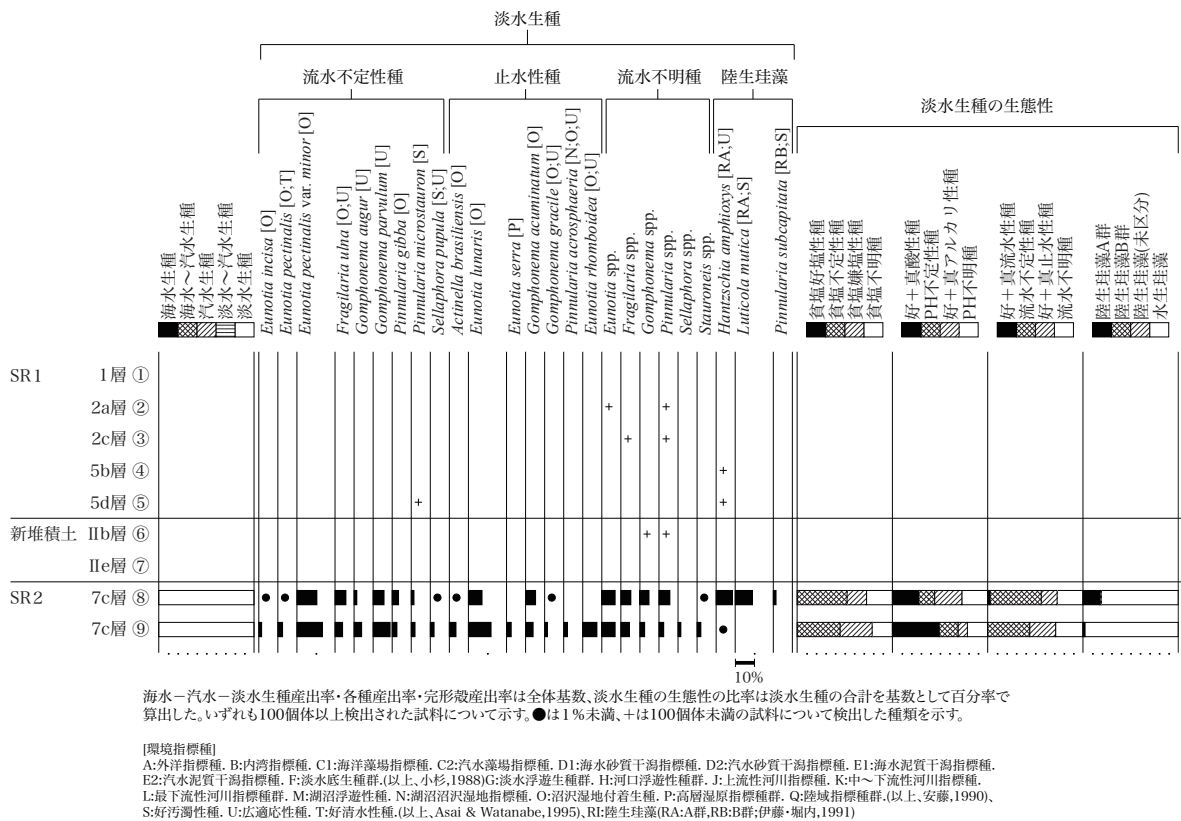 淡水生種
流水不定性種
止水性種
流水不明種
陸生珪藻
淡水生種の生態性
海水生種
海水～汽水生種
汽水生種
淡水～汽水生種
淡水生種
Eunotia incisa [O]
Eunotia pectinalis [O;T]
Eunotia pectinalis var. minor [O]
Fragilaria ulna [O;U]
Gomphonema augur [U]
Gomphonema parvulum [U]
Pinnularia gibba [O]
Pinnularia microstauron [S]
Sellaphora pupula [S;U]
Actinella brasiliensis [O]
Eunotia lunaris [O]
Eunotia serra [P]
Gomphonema acuminatum [O]
Gomphonema gracile [O;U]
Pinnularia acrosphaeria [N;O;U]
Eunotia rhomboidea [O;U]
Eunotia spp.
Fragilaria spp.
Gomphonema spp.
Pinnularia spp.
Sellaphora spp.
Stauroneis spp.
Hantzschia amphioxys [RA;U]
Luticola mutica [RA;S]
Pinnularia subcapitata [RB;S]
貧塩好塩性種
貧塩不定性種
貧塩嫌塩性種
貧塩不明種
好＋真酸性種
PH不定性種
好＋真アルカリ性種
PH不明種
好＋真流水性種
流水不定性種
好＋真止水性種
流水不明種
陸生珪藻A群
陸生珪藻B群
陸生珪藻(未区分)
水生珪藻
SR1 1層 ①
2a層 ② + +
2c層 ③ + +
5b層 ④ +
5d層 ⑤ + +
新堆積土 IIb層 ⑥ + +
IIe層 ⑦
SR2 7c層 ⑧
7c層 ⑨
10%
海水－汽水－淡水生種産出率・各種産出率・完形殻産出率は全体基数、淡水生種の生態性の比率は淡水生種の合計を基数として百分率で
算出した。いずれも100個体以上検出された試料について示す。●は1％未満、＋は100個体未満の試料について検出した種類を示す。
[環境指標種]
A:外洋指標種. B:内湾指標種. C1:海洋藻場指標種. C2:汽水藻場指標種. D1:海水砂質干潟指標種. D2:汽水砂質干潟指標種. E1:海水泥質干潟指標種.
E2:汽水泥質干潟指標種. F:淡水底生種群.(以上、小杉,1988)G:淡水浮遊生種群. H:河口浮遊性種群. J:上流性河川指標種. K:中～下流性河川指標種.
L:最下流性河川指標種群. M:湖沼浮遊性種. N:湖沼沼沢湿地指標種. O:沼沢湿地付着生種. P:高層湿原指標種群. Q:陸域指標種群.(以上、安藤,1990)、
S:好汚濁性種. U:広適応性種. T:好清水性種.(以上、Asai & Watanabe,1995)、RI:陸生珪藻(RA:A群,RB:B群;伊藤・堀内,1991)